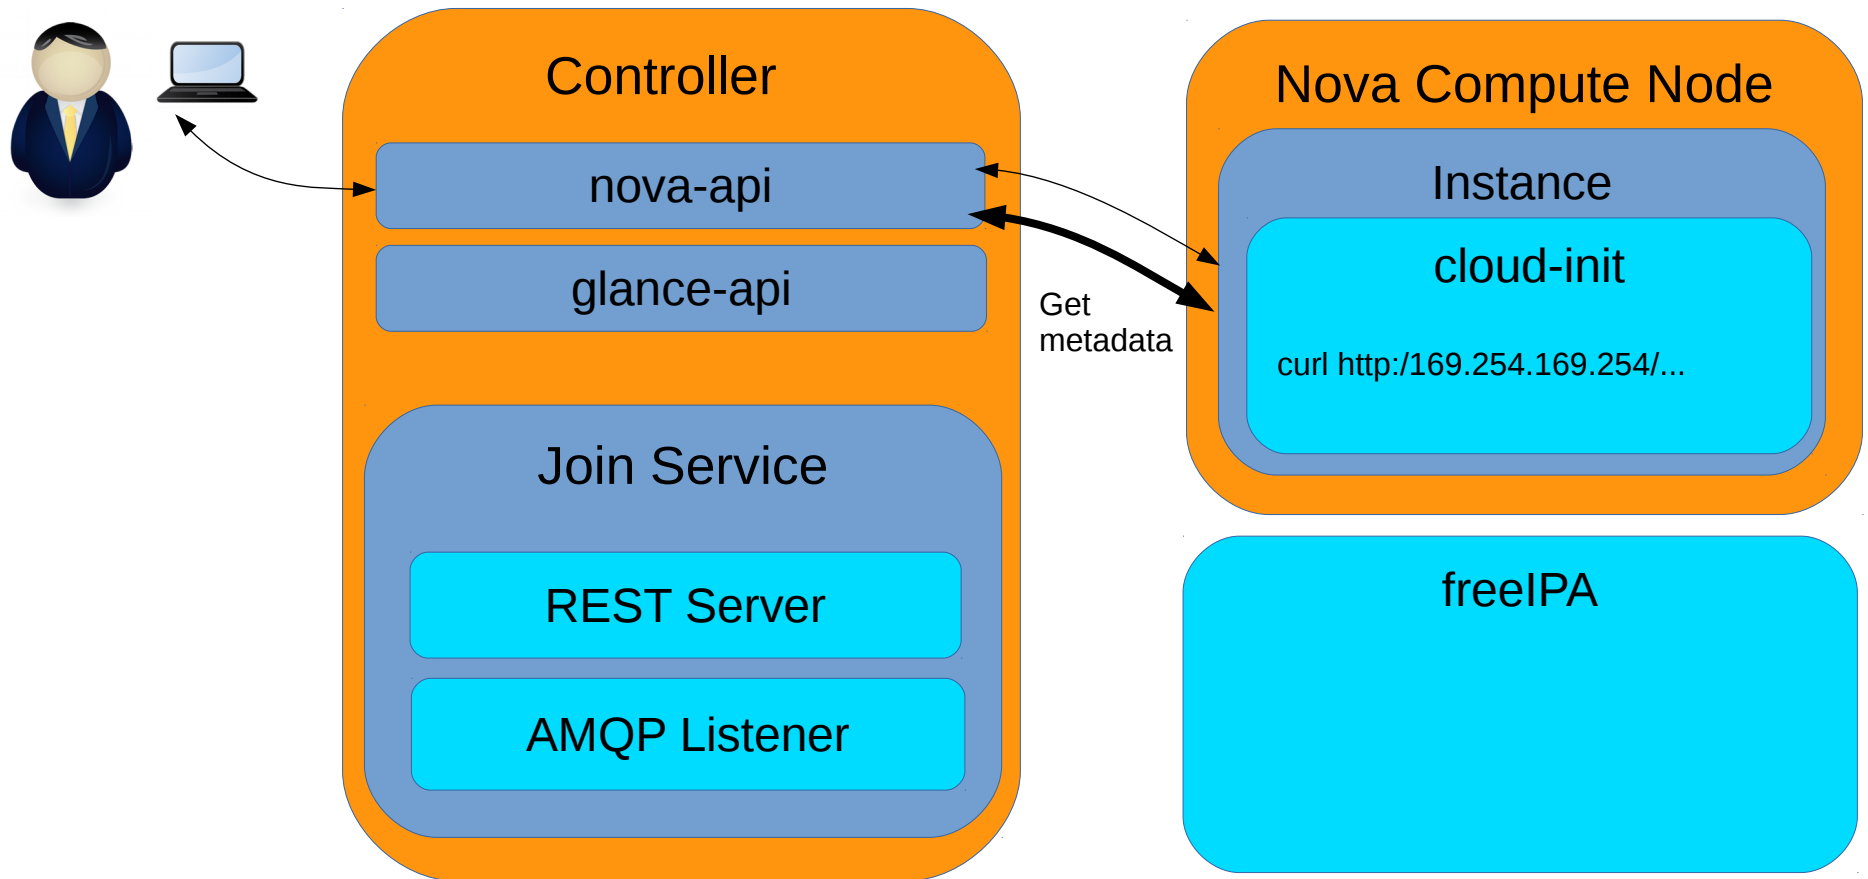 Controller
nova-api
glance-api
Join Service
REST Server
AMQP Listener
Get
metadata
Nova Compute Node
Instance
cloud-init
curl http:/169.254.169.254/...
freeIPA